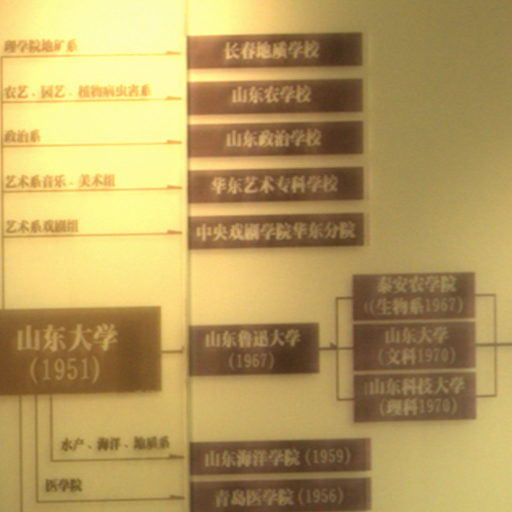 理学院地矿系
长春地质学校
农艺、园艺、植物病虫害系
山东农学校
政治系
山东政治学校
艺术系音乐、美术组
华东艺术专科学校
艺术系戏剧组
中央戏剧学院华东分院
山东大学
(1951)
山东鲁迅大学
(1967)
泰安农学院
(生物系1967)
山东大学
(文科1970)
山东科技大学
(理科1970)
水产、海洋、地质系
山东海洋学院(1959)
医学院
青岛医学院(1956)